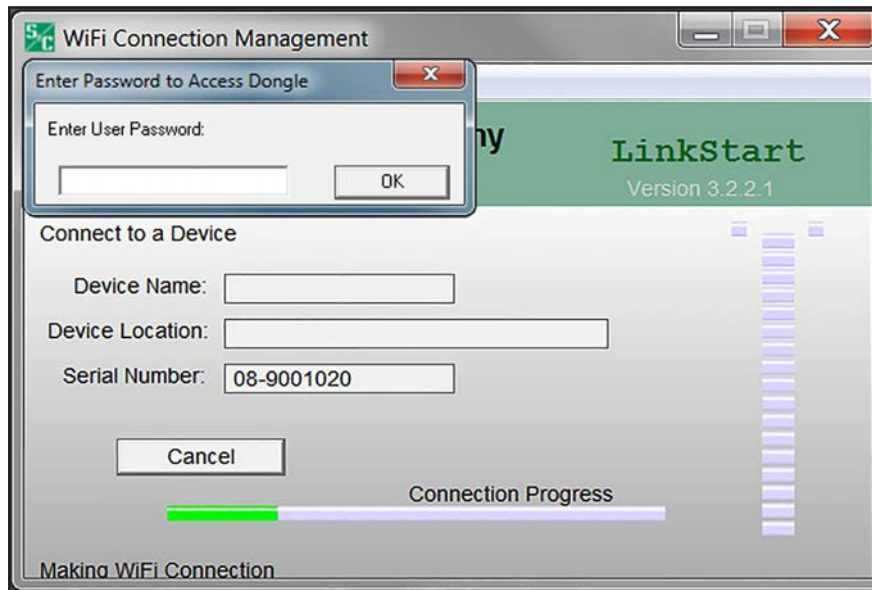 S/C WiFi Connection Management
Enter Password to Access Dongle
Enter User Password:
OK
ny
LinkStart
Version 3.2.2.1
Connect to a Device
Device Name:
Device Location:
Serial Number: 08-9001020
Cancel
Connection Progress
Making WiFi Connection